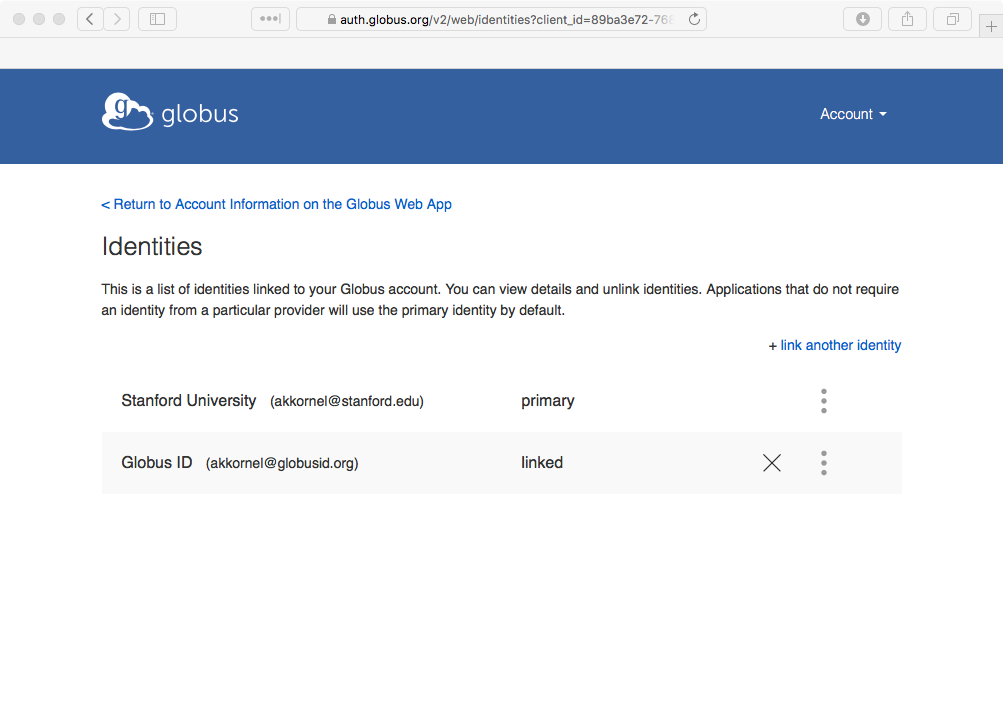 auth.globus.org/v2/web/identities?client_id=89ba3e72-768
globus
Account
< Return to Account Information on the Globus Web App
Identities
This is a list of identities linked to your Globus account. You can view details and unlink identities. Applications that do not require
an identity from a particular provider will use the primary identity by default.
+ link another identity
Stanford University (akkornel@stanford.edu) primary
Globus ID (akkornel@globusid.org) linked